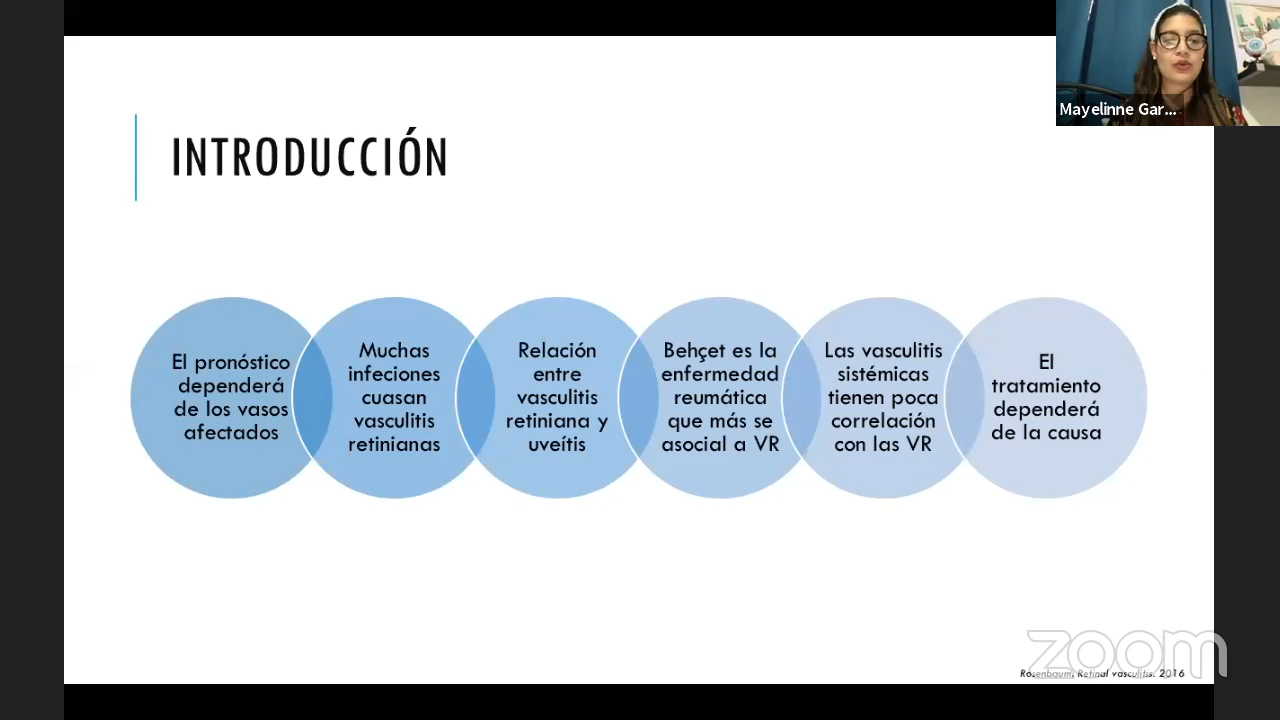 Mayelinne Gar...
INTRODUCCIÓN
El pronóstico
dependerá
de los vasos
afectados
Muchas
infeciones
cuasan
vasculitis
retinianas
Relación
entre
vasculitis
retiniana y
uveítis
Behçet es la
enfermedad
reumática
que más se
asocial a VR
Las vasculitis
sistémicas
tienen poca
correlación
con las VR
El
tratamiento
dependerá
de la causa
zoom
Rosenbaum. Retinal vasculitis. 2016